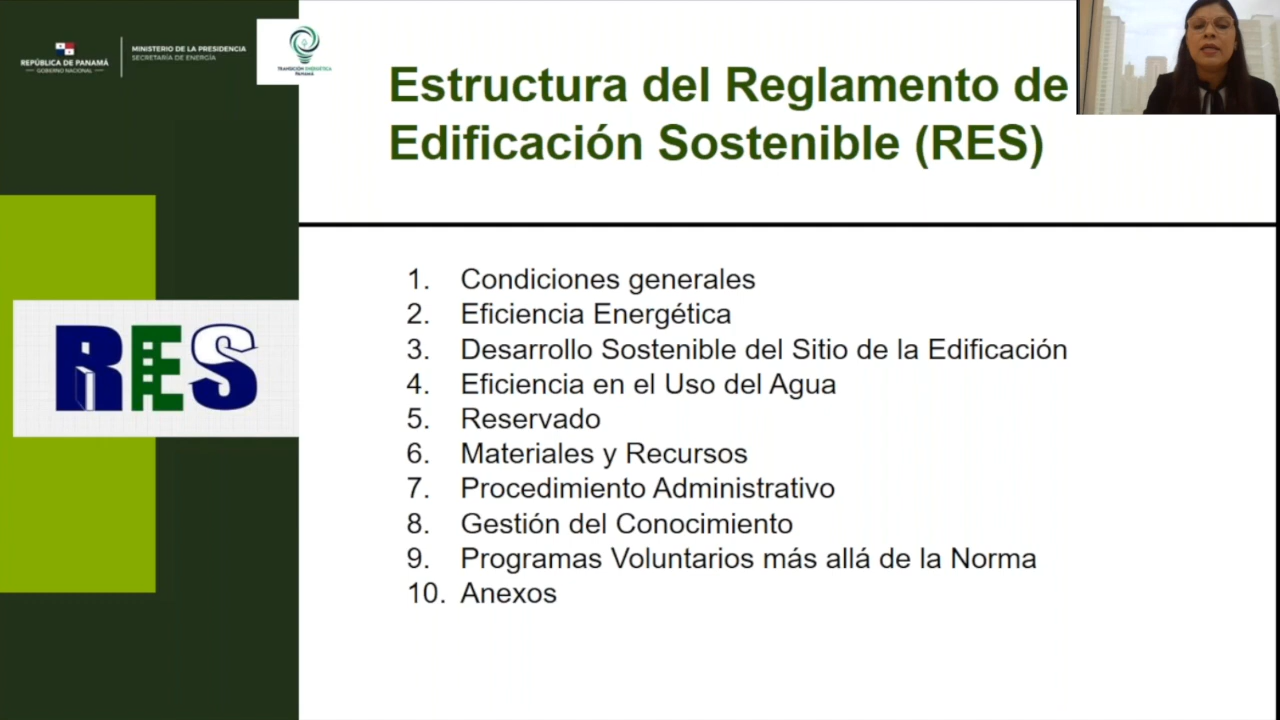 REPÚBLICA DE PANAMÁ
GOBIERNO NACIONAL
MINISTERIO DE LA PRESIDENCIA
SECRETARÍA DE ENERGÍA
TRANSICIÓN ENERGÉTICA
PANAMÁ
Estructura del Reglamento de
Edificación Sostenible (RES)
RES
1. Condiciones generales
2. Eficiencia Energética
3. Desarrollo Sostenible del Sitio de la Edificación
4. Eficiencia en el Uso del Agua
5. Reservado
6. Materiales y Recursos
7. Procedimiento Administrativo
8. Gestión del Conocimiento
9. Programas Voluntarios más allá de la Norma
10. Anexos